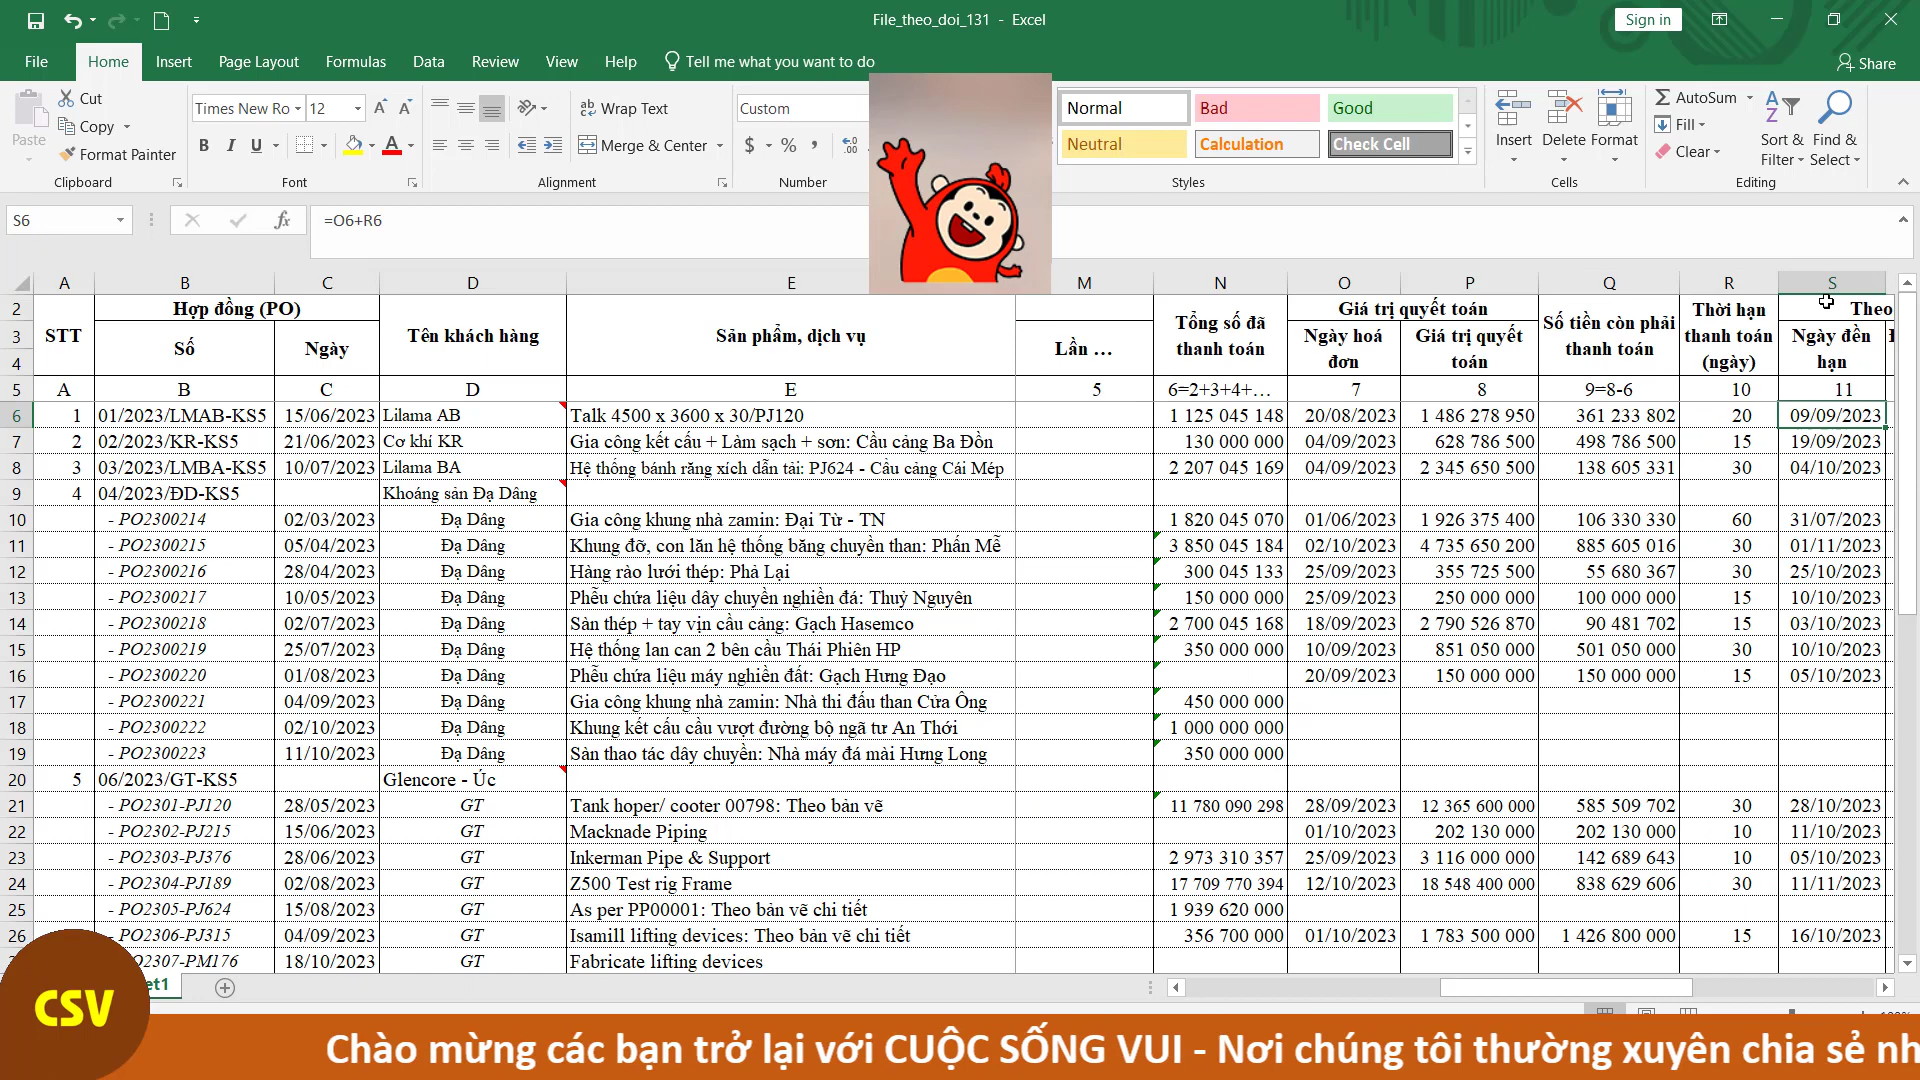 File_theo_doi_131 - Excel
Sign in
File Home Insert Page Layout Formulas Data Review View Help Tell me what you want to do
Share
Paste
Cut
Copy
Format Painter
Clipboard
Times New Ro 12
B I U
Font
Wrap Text
Merge & Center
Alignment
Custom
$ % ,
Number
Normal Bad Good
Neutral Calculation Check Cell
Styles
Insert Delete Format
Cells
AutoSum
Fill
Clear
Sort & Filter
Find & Select
Editing
S6
fx
=O6+R6
A B C D E M N O P Q R S
2 3 4 STT
Hợp đồng (PO)
Số Ngày
Tên khách hàng
Sản phẩm, dịch vụ
Lần …
Tổng số đã thanh toán
Giá trị quyết toán
Ngày hoá đơn
Giá trị quyết toán
Số tiền còn phải thanh toán
Thời hạn thanh toán (ngày)
Theo
Ngày đền hạn
5 A B C D E 5 6=2+3+4+… 7 8 9=8-6 10 11
6 1 01/2023/LMAB-KS5 15/06/2023 Lilama AB Talk 4500 x 3600 x 30/PJ120 1 125 045 148 20/08/2023 1 486 278 950 361 233 802 20 09/09/2023
7 2 02/2023/KR-KS5 21/06/2023 Cơ khí KR Gia công kết cấu + Làm sạch + sơn: Cầu cảng Ba Đồn 130 000 000 04/09/2023 628 786 500 498 786 500 15 19/09/2023
8 3 03/2023/LMBA-KS5 10/07/2023 Lilama BA Hệ thống bánh răng xích dẫn tải: PJ624 - Cầu cảng Cái Mép 2 207 045 169 04/09/2023 2 345 650 500 138 605 331 30 04/10/2023
9 4 04/2023/ĐD-KS5 Khoáng sản Đạ Dâng
10 - PO2300214 02/03/2023 Đạ Dâng Gia công khung nhà zamin: Đại Từ - TN 1 820 045 070 01/06/2023 1 926 375 400 106 330 330 60 31/07/2023
11 - PO2300215 05/04/2023 Đạ Dâng Khung đỡ, con lăn hệ thống băng chuyền than: Phấn Mễ 3 850 045 184 02/10/2023 4 735 650 200 885 605 016 30 01/11/2023
12 - PO2300216 28/04/2023 Đạ Dâng Hàng rào lưới thép: Phả Lại 300 045 133 25/09/2023 355 725 500 55 680 367 30 25/10/2023
13 - PO2300217 10/05/2023 Đạ Dâng Phễu chứa liệu dây chuyền nghiền đá: Thuỷ Nguyên 150 000 000 25/09/2023 250 000 000 100 000 000 15 10/10/2023
14 - PO2300218 02/07/2023 Đạ Dâng Sàn thép + tay vịn cầu cảng: Gạch Hasemco 2 700 045 168 18/09/2023 2 790 526 870 90 481 702 15 03/10/2023
15 - PO2300219 25/07/2023 Đạ Dâng Hệ thống lan can 2 bên cầu Thái Phiên HP 350 000 000 10/09/2023 851 050 000 501 050 000 30 10/10/2023
16 - PO2300220 01/08/2023 Đạ Dâng Phễu chứa liệu máy nghiền đất: Gạch Hưng Đạo 20/09/2023 150 000 000 150 000 000 15 05/10/2023
17 - PO2300221 04/09/2023 Đạ Dâng Gia công khung nhà zamin: Nhà thi đấu than Cửa Ông 450 000 000
18 - PO2300222 02/10/2023 Đạ Dâng Khung kết cấu cầu vượt đường bộ ngã tư An Thới 1 000 000 000
19 - PO2300223 11/10/2023 Đạ Dâng Sàn thao tác dây chuyền: Nhà máy đá mài Hưng Long 350 000 000
20 5 06/2023/GT-KS5 Glencore - Úc
21 - PO2301-PJ120 28/05/2023 GT Tank hoper/ cooter 00798: Theo bản vẽ 11 780 090 298 28/09/2023 12 365 600 000 585 509 702 30 28/10/2023
22 - PO2302-PJ215 15/06/2023 GT Macknade Piping 01/10/2023 202 130 000 202 130 000 10 11/10/2023
23 - PO2303-PJ376 28/06/2023 GT Inkerman Pipe & Support 2 973 310 357 25/09/2023 3 116 000 000 142 689 643 10 05/10/2023
24 - PO2304-PJ189 02/08/2023 GT Z500 Test rig Frame 17 709 770 394 12/10/2023 18 548 400 000 838 629 606 30 11/11/2023
25 - PO2305-PJ624 15/08/2023 GT As per PP00001: Theo bản vẽ chi tiết 1 939 620 000
26 - PO2306-PJ315 04/09/2023 GT Isamill lifting devices: Theo bản vẽ chi tiết 356 700 000 01/10/2023 1 783 500 000 1 426 800 000 15 16/10/2023
O2307-PM176 18/10/2023 GT Fabricate lifting devices
et1
CSV
Chào mừng các bạn trở lại với CUỘC SỐNG VUI - Nơi chúng tôi thường xuyên chia sẻ nh